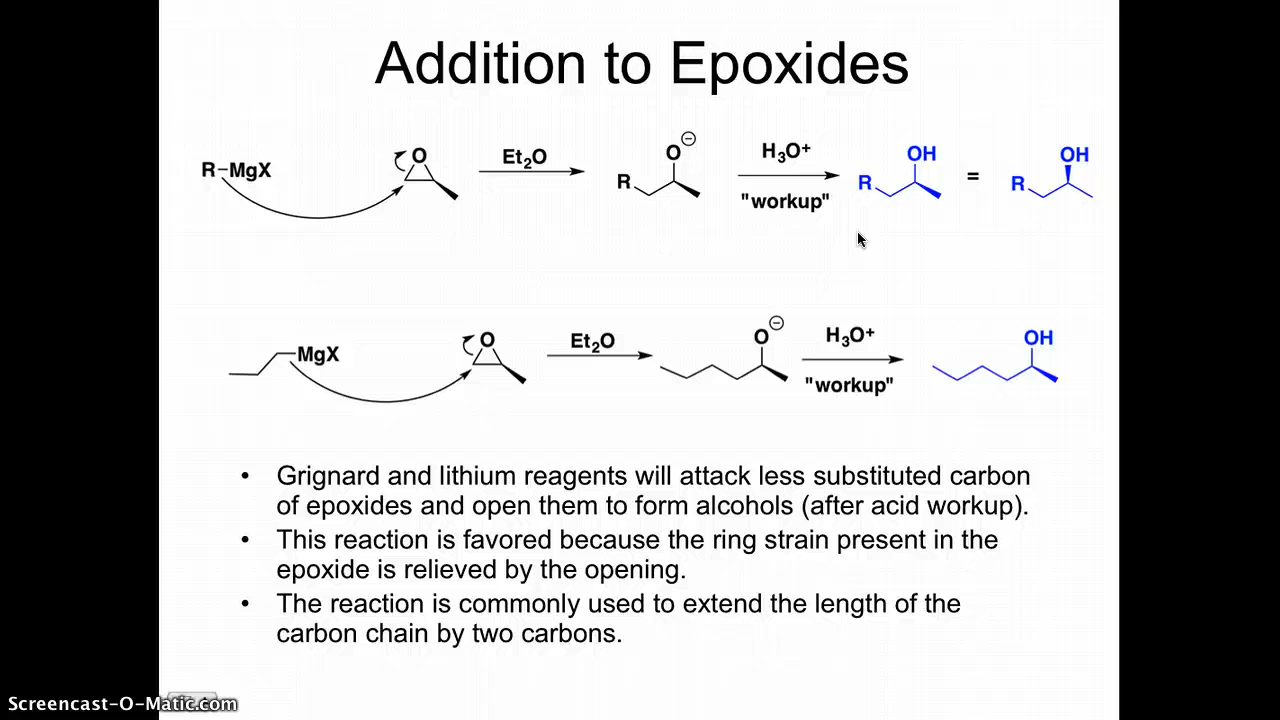 Addition to Epoxides
R–MgX
O
Et₂O
O⊖
R
H₃O⁺
"workup"
OH
R
=
OH
R
MgX
O
Et₂O
O⊖
H₃O⁺
"workup"
OH
• Grignard and lithium reagents will attack less substituted carbon
of epoxides and open them to form alcohols (after acid workup).
• This reaction is favored because the ring strain present in the
epoxide is relieved by the opening.
• The reaction is commonly used to extend the length of the
carbon chain by two carbons.
Screencast-O-Matic.com